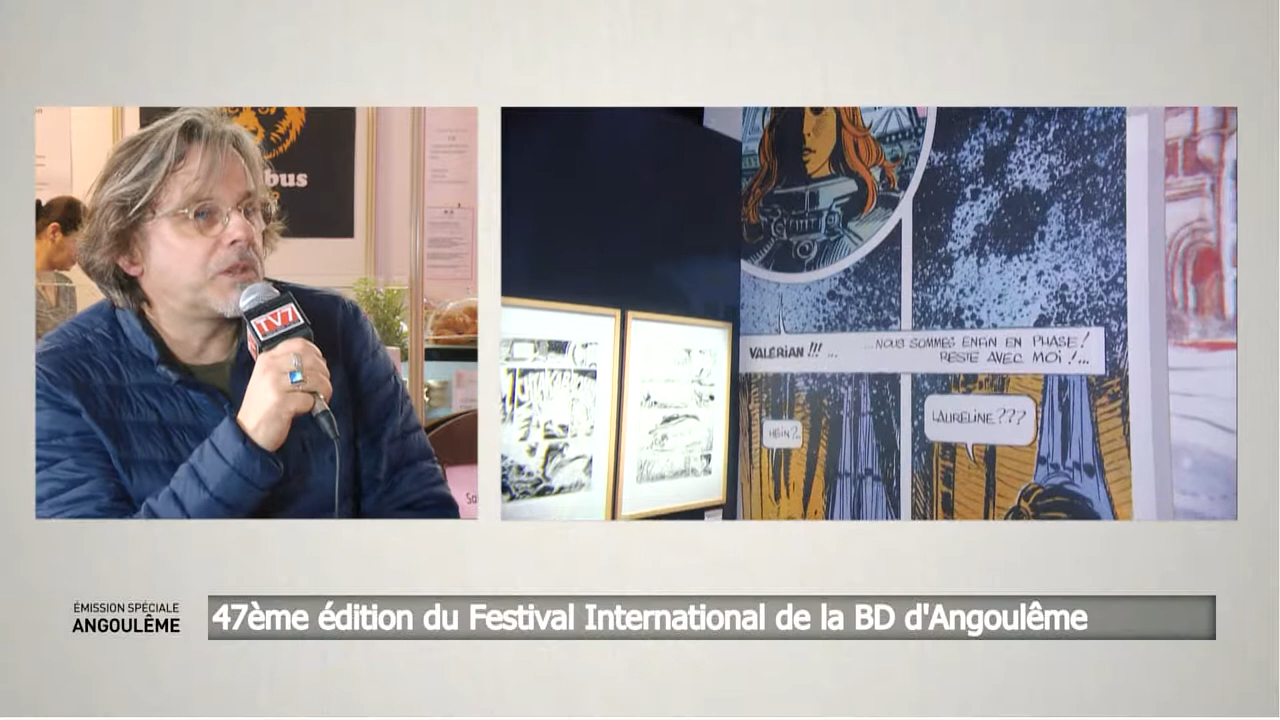 bus
TV7
VALÉRIAN !!! ...
...NOUS SOMMES ENFIN EN PHASE!
RESTE AVEC MOI !...
HEIN?..
LAURELINE???
ÉMISSION SPÉCIALE
ANGOULÊME
47ème édition du Festival International de la BD d'Angoulême